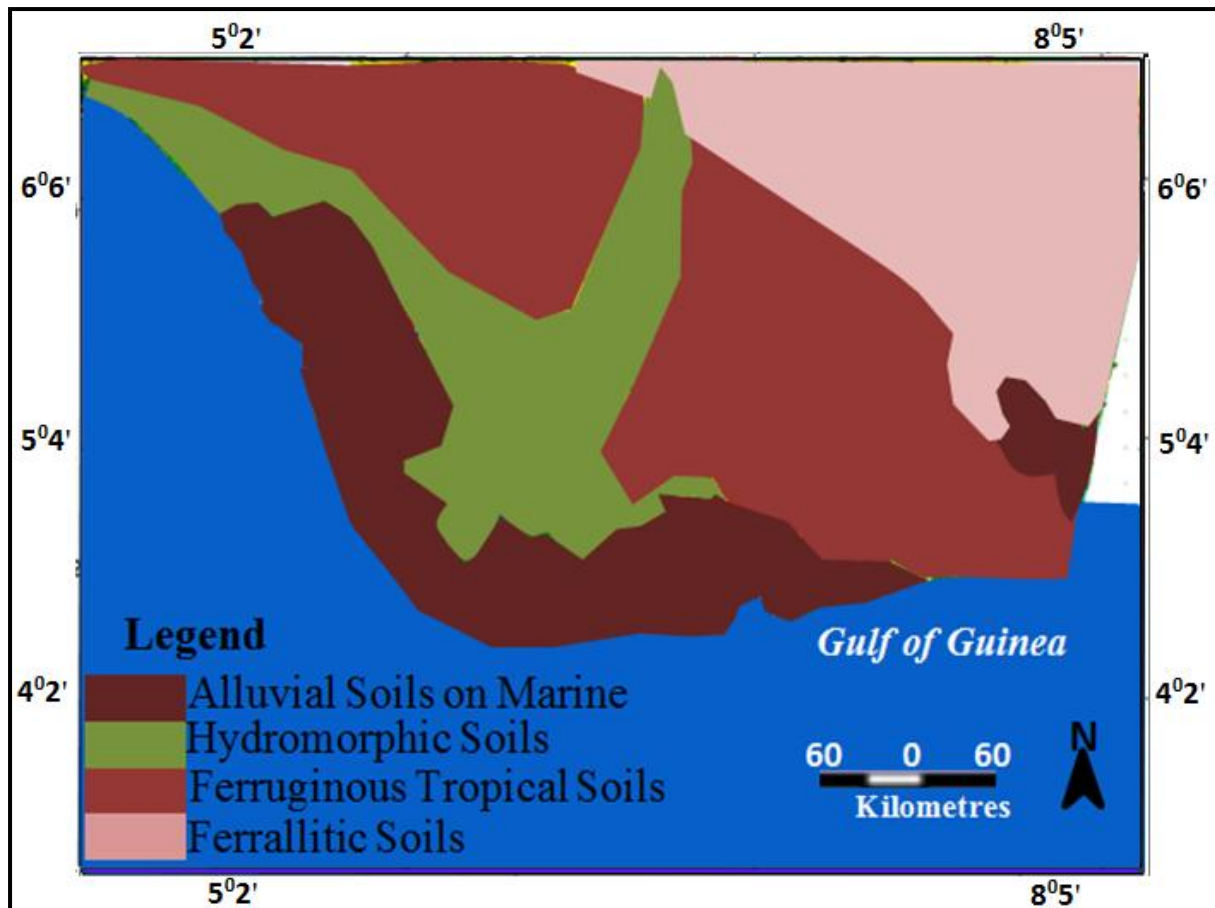 5⁰2' 8⁰5'
6⁰6' 6⁰6'
5⁰4' 5⁰4'
Gulf of Guinea
Legend
4⁰2' 4⁰2'
Alluvial Soils on Marine
Hydromorphic Soils
Ferruginous Tropical Soils
Ferrallitic Soils
N
60 0 60
Kilometres
5⁰2' 8⁰5'